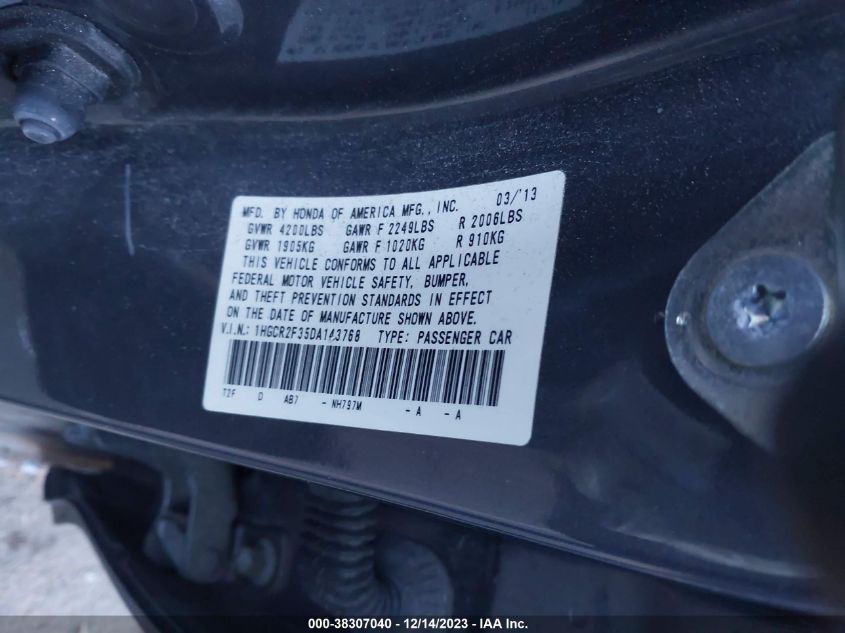 MFD. BY HONDA OF AMERICA MFG., INC. 03/'13
GVWR 4200LBS GAWR F 2249LBS R 2006LBS
GVWR 1905KG GAWR F 1020KG R 910KG
THIS VEHICLE CONFORMS TO ALL APPLICABLE
FEDERAL MOTOR VEHICLE SAFETY, BUMPER,
AND THEFT PREVENTION STANDARDS IN EFFECT
ON THE DATE OF MANUFACTURE SHOWN ABOVE.
V.I.N.: 1HGCR2F35DA143768 TYPE: PASSENGER CAR
T2F D AB7 - NH797M - A - A
000-38307040 / 12/14/2023 - IAA Inc.